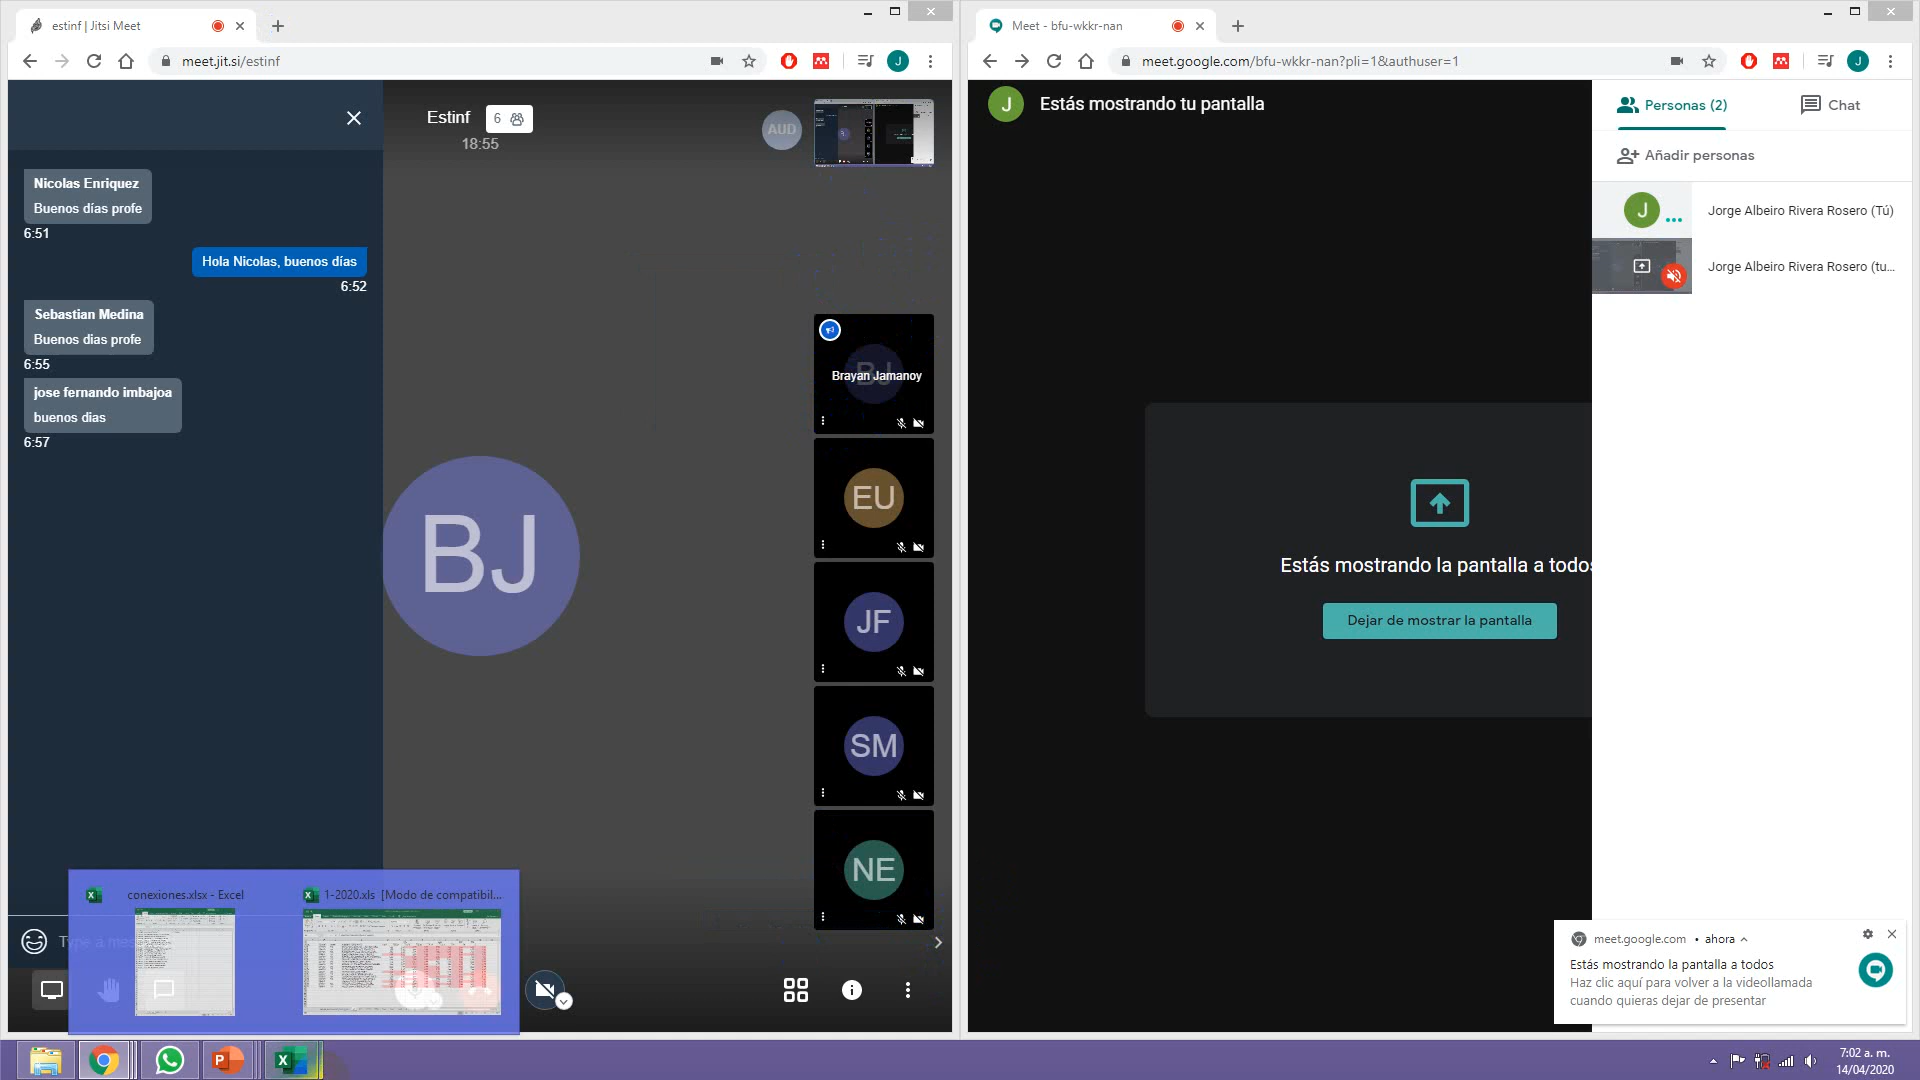 estinf | Jitsi Meet
meet.jit.si/estinf
J
Estinf
6
18:55
AUD
Nicolas Enriquez
Buenos días profe
6:51
Hola Nicolas, buenos días
6:52
Sebastian Medina
Buenos dias profe
6:55
jose fernando imbajoa
buenos dias
6:57
BJ
BJ
Brayan Jamanoy
EU
JF
SM
NE
conexiones.xlsx - Excel
1-2020.xls [Modo de compatibil...
Type a mes
Meet - bfu-wkkr-nan
meet.google.com/bfu-wkkr-nan?pli=1&authuser=1
J
J
Estás mostrando tu pantalla
Personas (2)
Chat
Añadir personas
J
Jorge Albeiro Rivera Rosero (Tú)
Jorge Albeiro Rivera Rosero (tu...
Estás mostrando la pantalla a todos
Dejar de mostrar la pantalla
meet.google.com • ahora
Estás mostrando la pantalla a todos
Haz clic aquí para volver a la videollamada
cuando quieras dejar de presentar
7:02 a. m.
14/04/2020